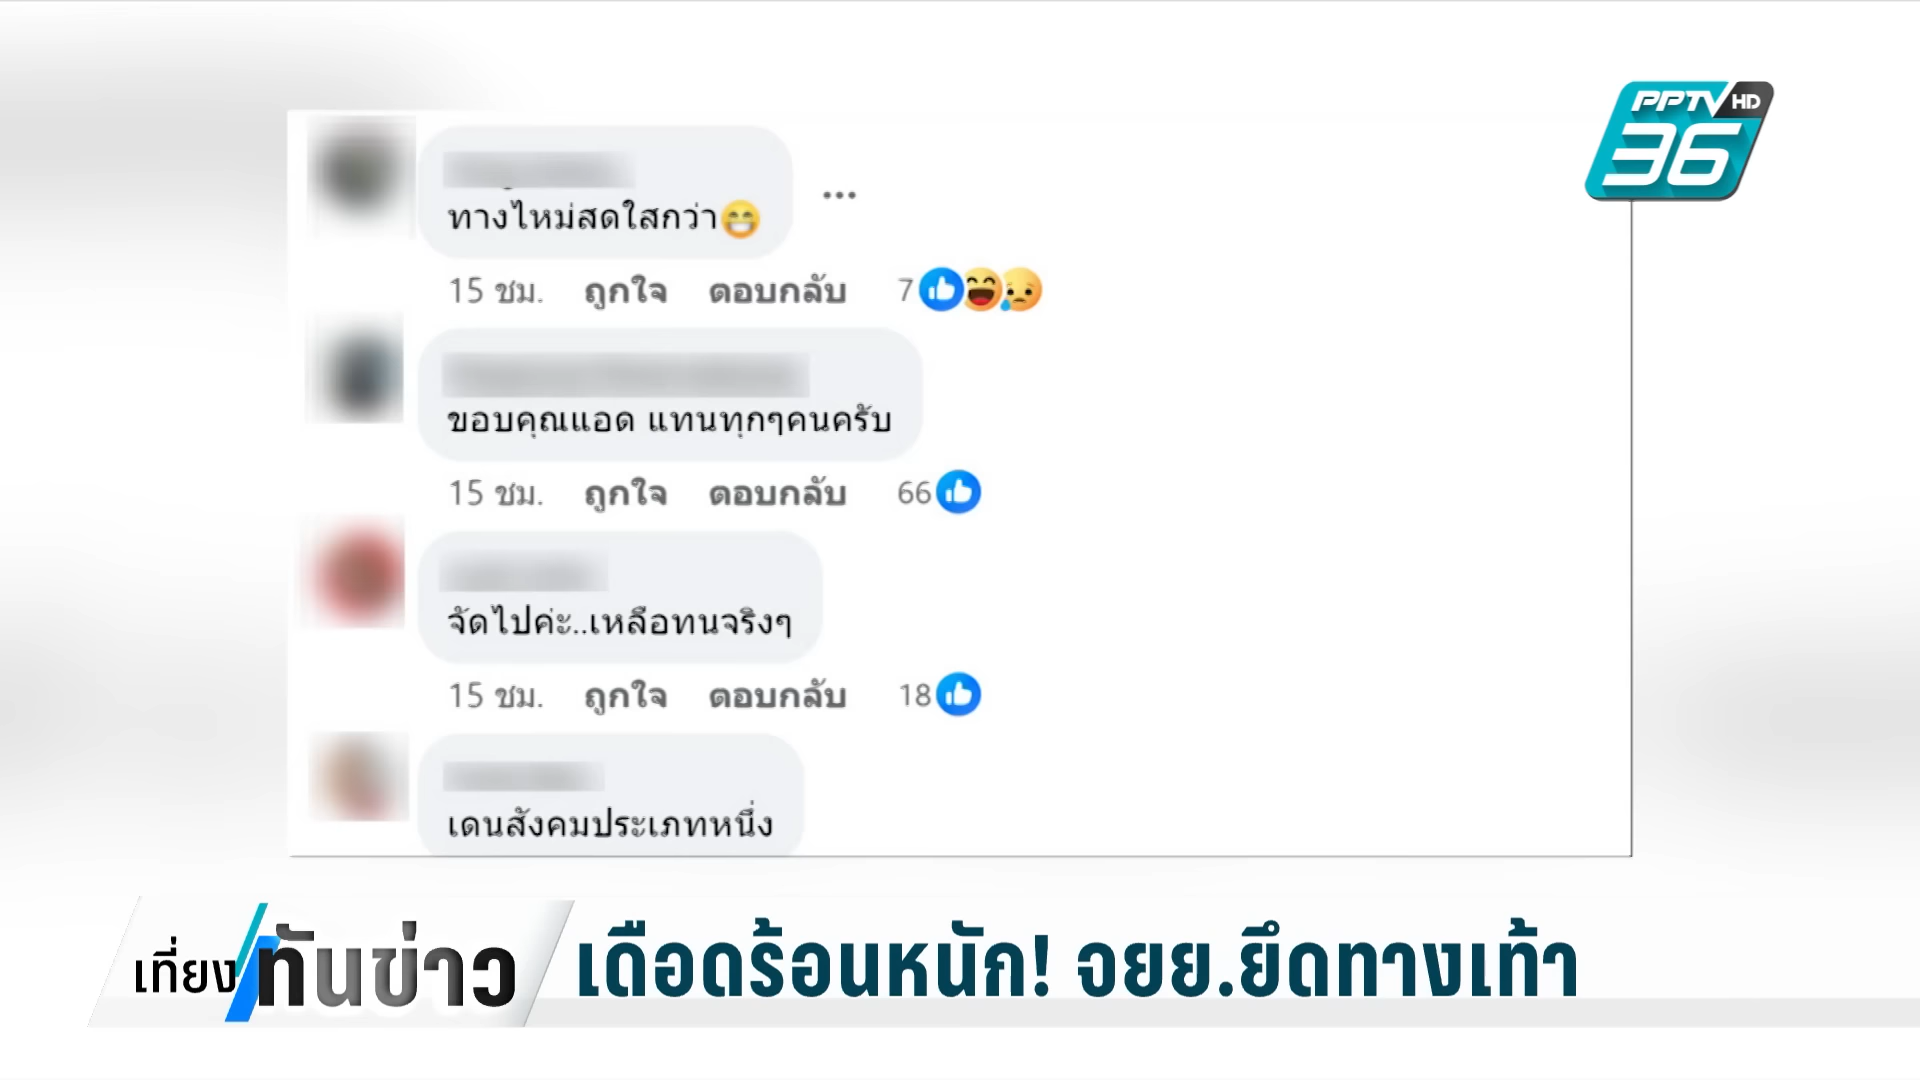 PPTV HD
36
ทางไหม่สดใสกว่า😁
15 ชม. ถูกใจ ตอบกลับ 7
ขอบคุณแอด แทนทุกๆคนครับ
15 ชม. ถูกใจ ตอบกลับ 66
จัดไปค่ะ..เหลือทนจริงๆ
15 ชม. ถูกใจ ตอบกลับ 18
เดนสังคมประเภทหนึ่ง
เที่ยงทันข่าว เดือดร้อนหนัก! จยย.ยึดทางเท้า